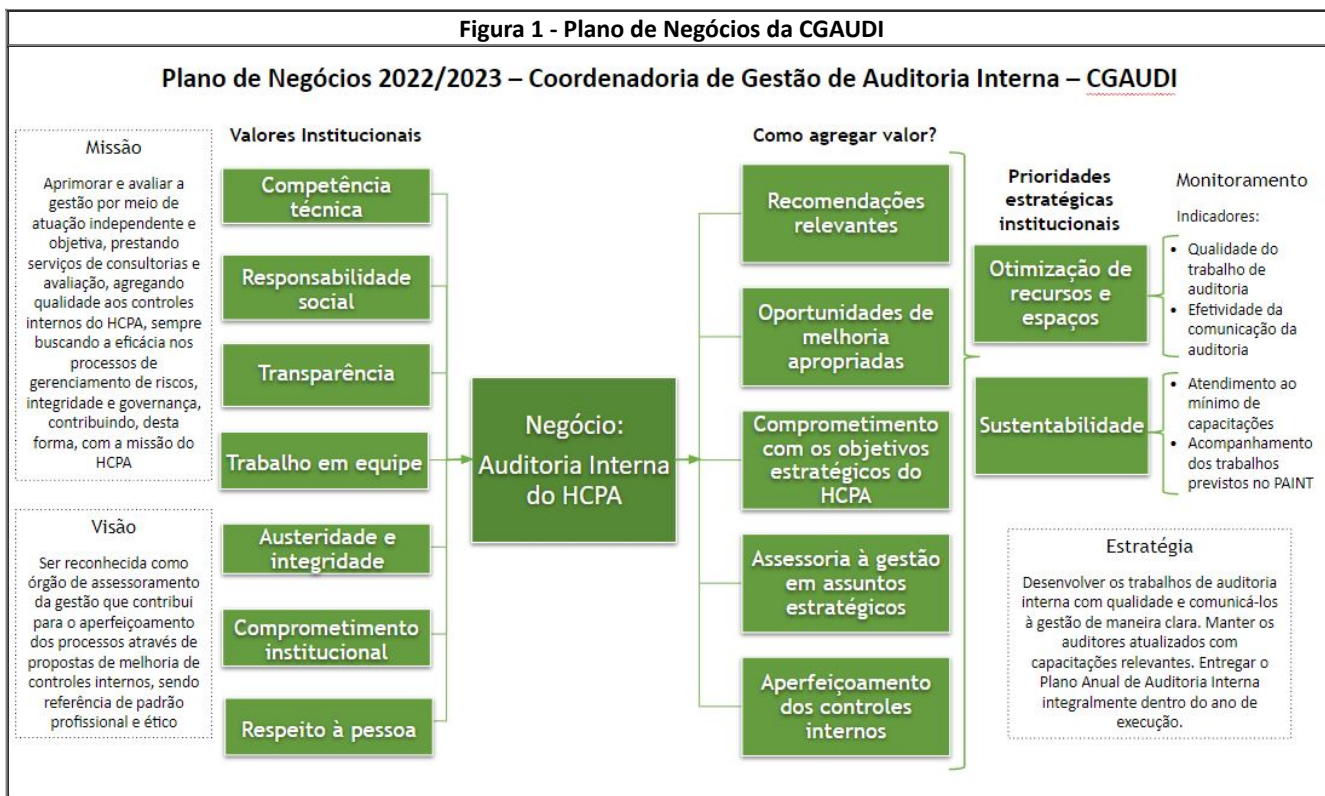 Figura 1 - Plano de Negócios da CGAUDI
Plano de Negócios 2022/2023 – Coordenadoria de Gestão de Auditoria Interna – CGAUDI
Missão
Aprimorar e avaliar a
gestão por meio de
atuação independente e
objetiva, prestando
serviços de consultorias e
avaliação, agregando
qualidade aos controles
internos do HCPA, sempre
buscando a eficácia nos
processos de
gerenciamento de riscos,
integridade e governança,
contribuindo, desta
forma, com a missão do
HCPA
Visão
Ser reconhecida como
órgão de assessoramento
da gestão que contribui
para o aperfeiçoamento
dos processos através de
propostas de melhoria de
controles internos, sendo
referência de padrão
profissional e ético
Valores Institucionais
Competência
técnica
Responsabilidade
social
Transparência
Trabalho em equipe
Austeridade e
integridade
Comprometimento
institucional
Respeito à pessoa
Negócio:
Auditoria Interna
do HCPA
Como agregar valor?
Recomendações
relevantes
Oportunidades de
melhoria
apropriadas
Comprometimento
com os objetivos
estratégicos do
HCPA
Assessoria à gestão
em assuntos
estratégicos
Aperfeiçoamento
dos controles
internos
Prioridades
estratégicas
institucionais
Otimização de
recursos e
espaços
Sustentabilidade
Monitoramento
Indicadores:
• Qualidade do
trabalho de
auditoria
• Efetividade da
comunicação da
auditoria
• Atendimento ao
mínimo de
capacitações
• Acompanhamento
dos trabalhos
previstos no PAINT
Estratégia
Desenvolver os trabalhos de auditoria
interna com qualidade e comunicá-los
à gestão de maneira clara. Manter os
auditores atualizados com
capacitações relevantes. Entregar o
Plano Anual de Auditoria Interna
integralmente dentro do ano de
execução.